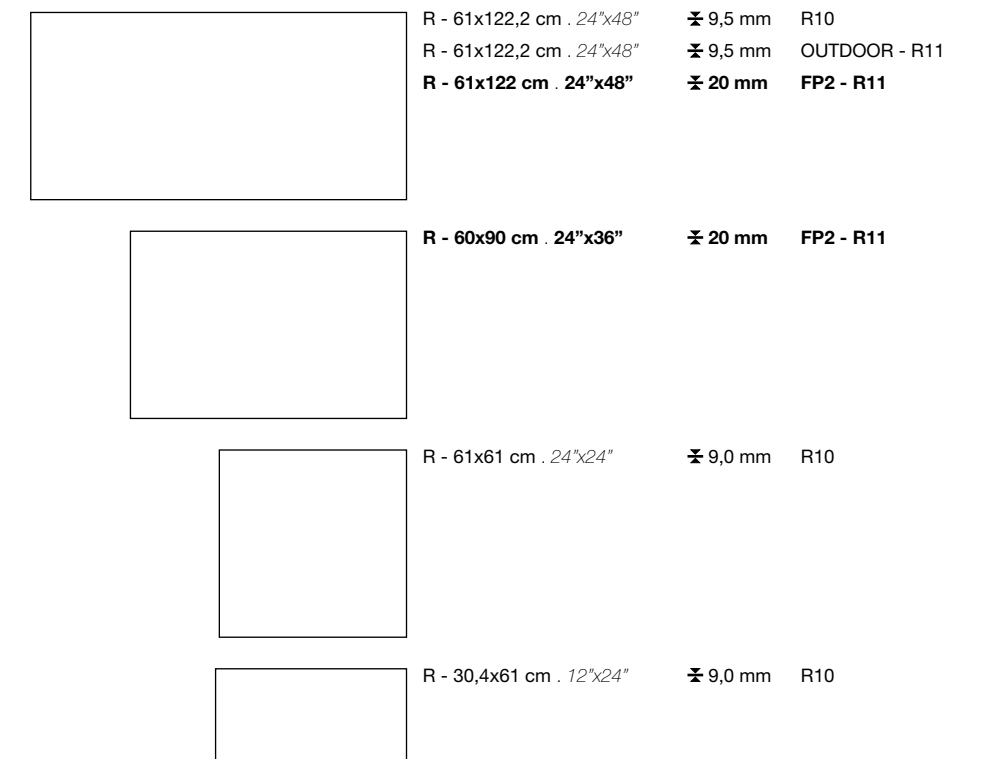 R - 61x122,2 cm . 24”x48” 9,5 mm R10
R - 61x122,2 cm . 24”x48” 9,5 mm OUTDOOR - R11
R - 61x122 cm . 24”x48” 20 mm FP2 - R11
R - 60x90 cm . 24”x36” 20 mm FP2 - R11
R - 61x61 cm . 24”x24” 9,0 mm R10
R - 30,4x61 cm . 12”x24” 9,0 mm R10